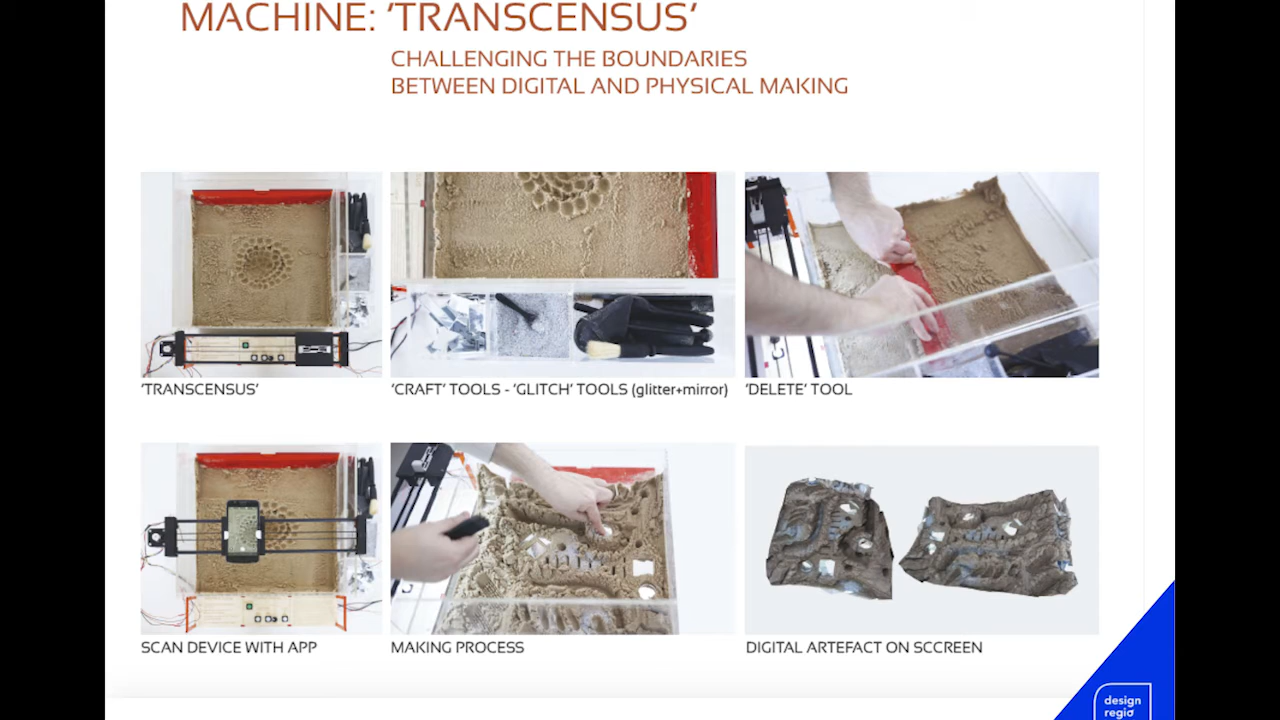 MACHINE: ‘TRANSCENSUS’
CHALLENGING THE BOUNDARIES
BETWEEN DIGITAL AND PHYSICAL MAKING
‘TRANSCENSUS’
‘CRAFT’ TOOLS - ‘GLITCH’ TOOLS (glitter+mirror)
‘DELETE’ TOOL
SCAN DEVICE WITH APP
MAKING PROCESS
DIGITAL ARTEFACT ON SCCREEN
design
regio